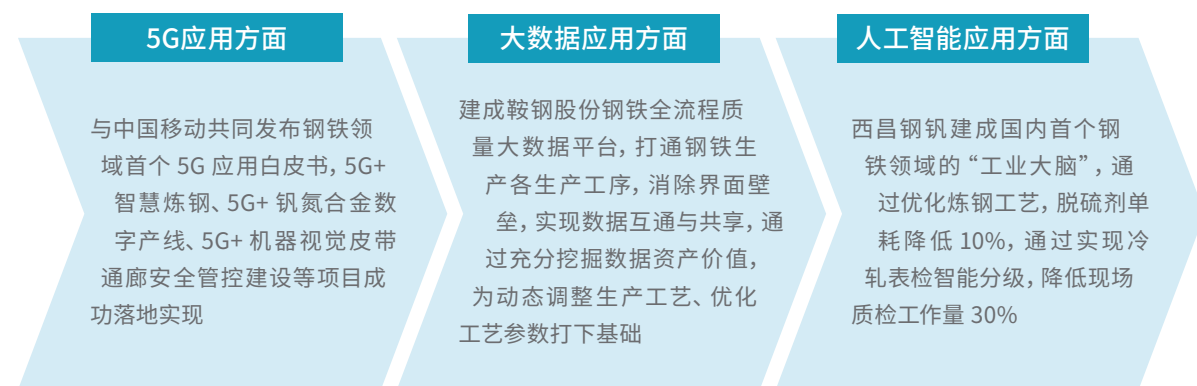 5G应用方面
与中国移动共同发布钢铁领
域首个 5G 应用白皮书，5G+
智慧炼钢、5G+ 钒氮合金数
字产线、5G+ 机器视觉皮带
通廊安全管控建设等项目成
功落地实现
大数据应用方面
建成鞍钢股份钢铁全流程质
量大数据平台，打通钢铁生
产各生产工序，消除界面壁
垒，实现数据互通与共享，通
过充分挖掘数据资产价值，
为动态调整生产工艺、优化
工艺参数打下基础
人工智能应用方面
西昌钢钒建成国内首个钢
铁领域的“工业大脑”，通
过优化炼钢工艺，脱硫剂单
耗降低 10%，通过实现冷
轧表检智能分级，降低现场
质检工作量 30%